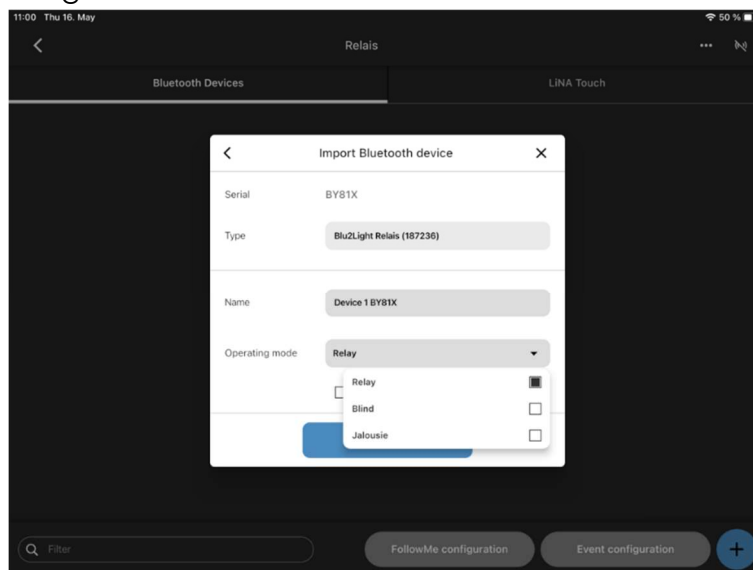 11:00 Thu 16. May
50 %
Relais
Bluetooth Devices
LiNA Touch
Import Bluetooth device
Serial
BY81X
Type
Blu2Light Relais (187236)
Name
Device 1 BY81X
Operating mode
Relay
Relay
Blind
Jalousie
Filter
FollowMe configuration
Event configuration